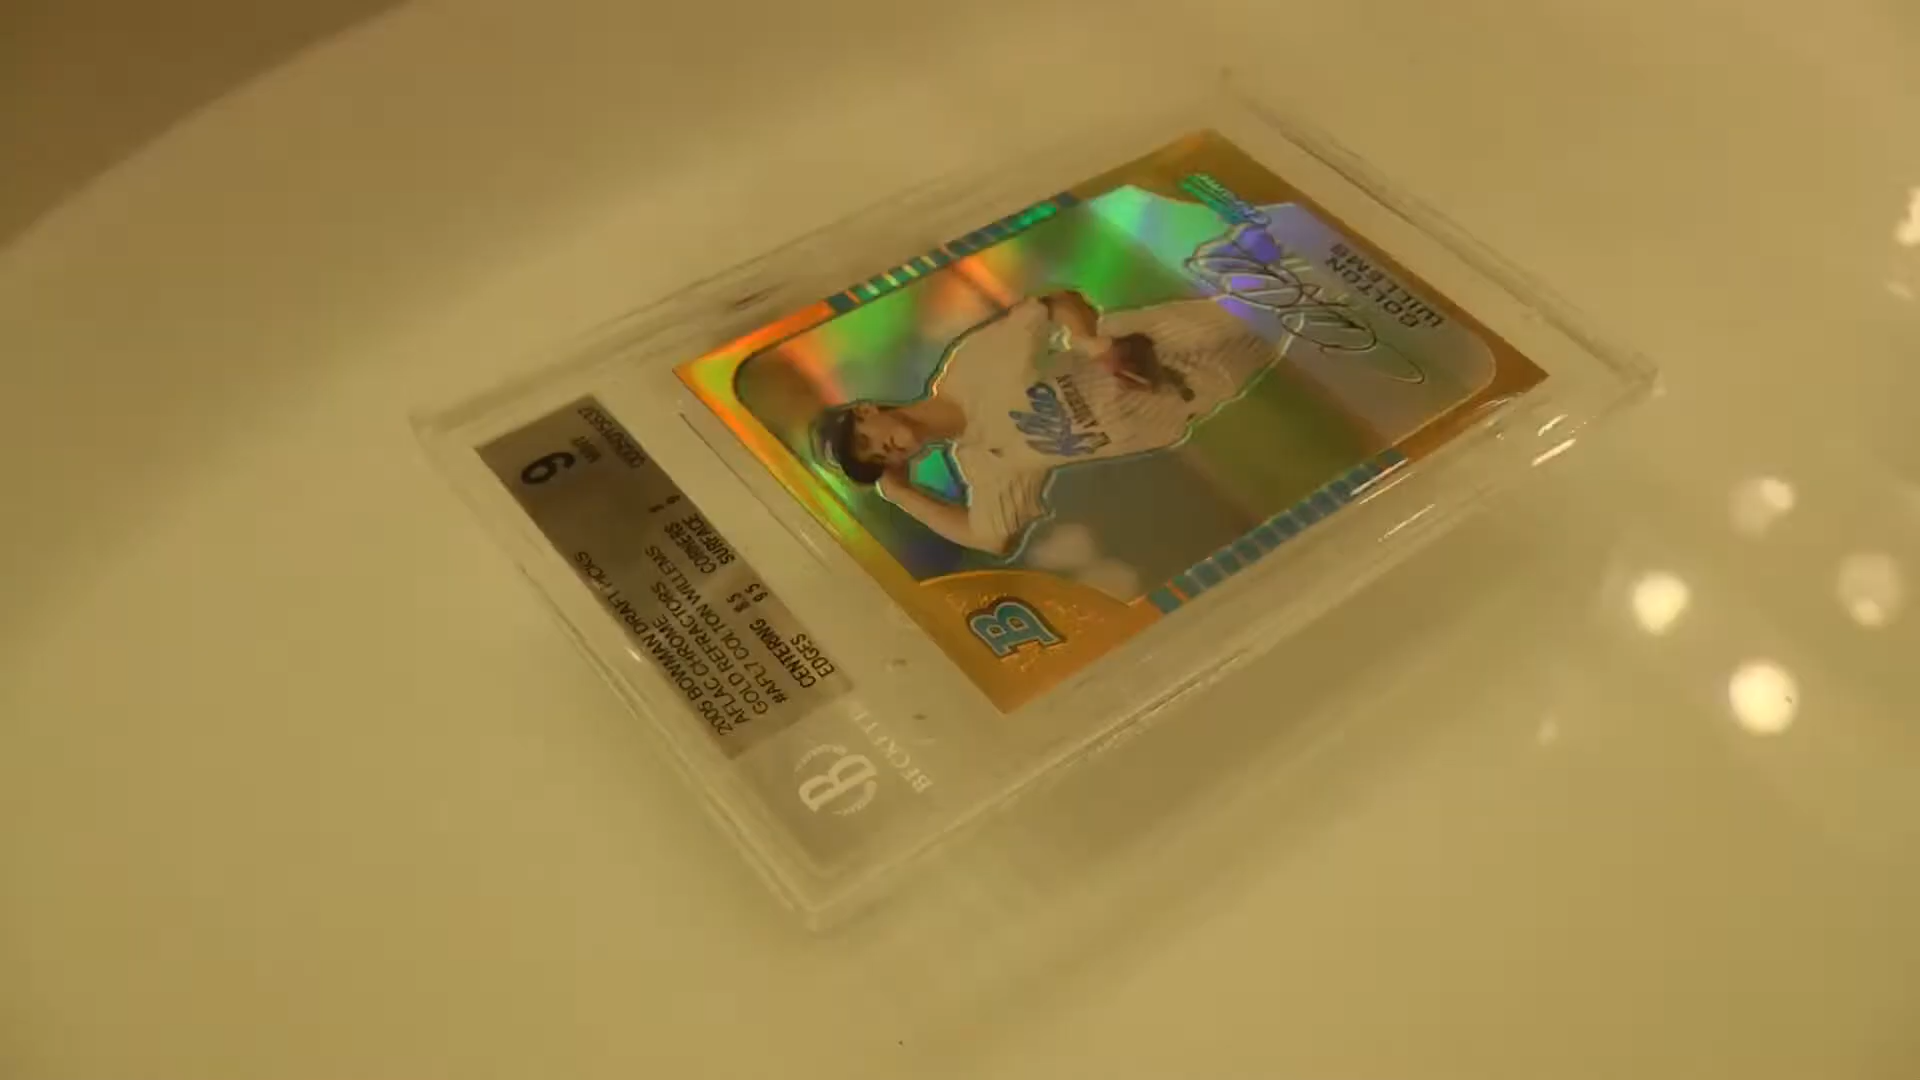 2005 BOWMAN DRAFT PICKS
AFLAC CHROME
GOLD REFRACTORS
#AFL7 COLTON WILLEMS
CENTERING 8.5 CORNERS 9
EDGES 9.5 SURFACE 9
MINT
9
BECKETT
B
B
Aflac
COLTON
WILLEMS